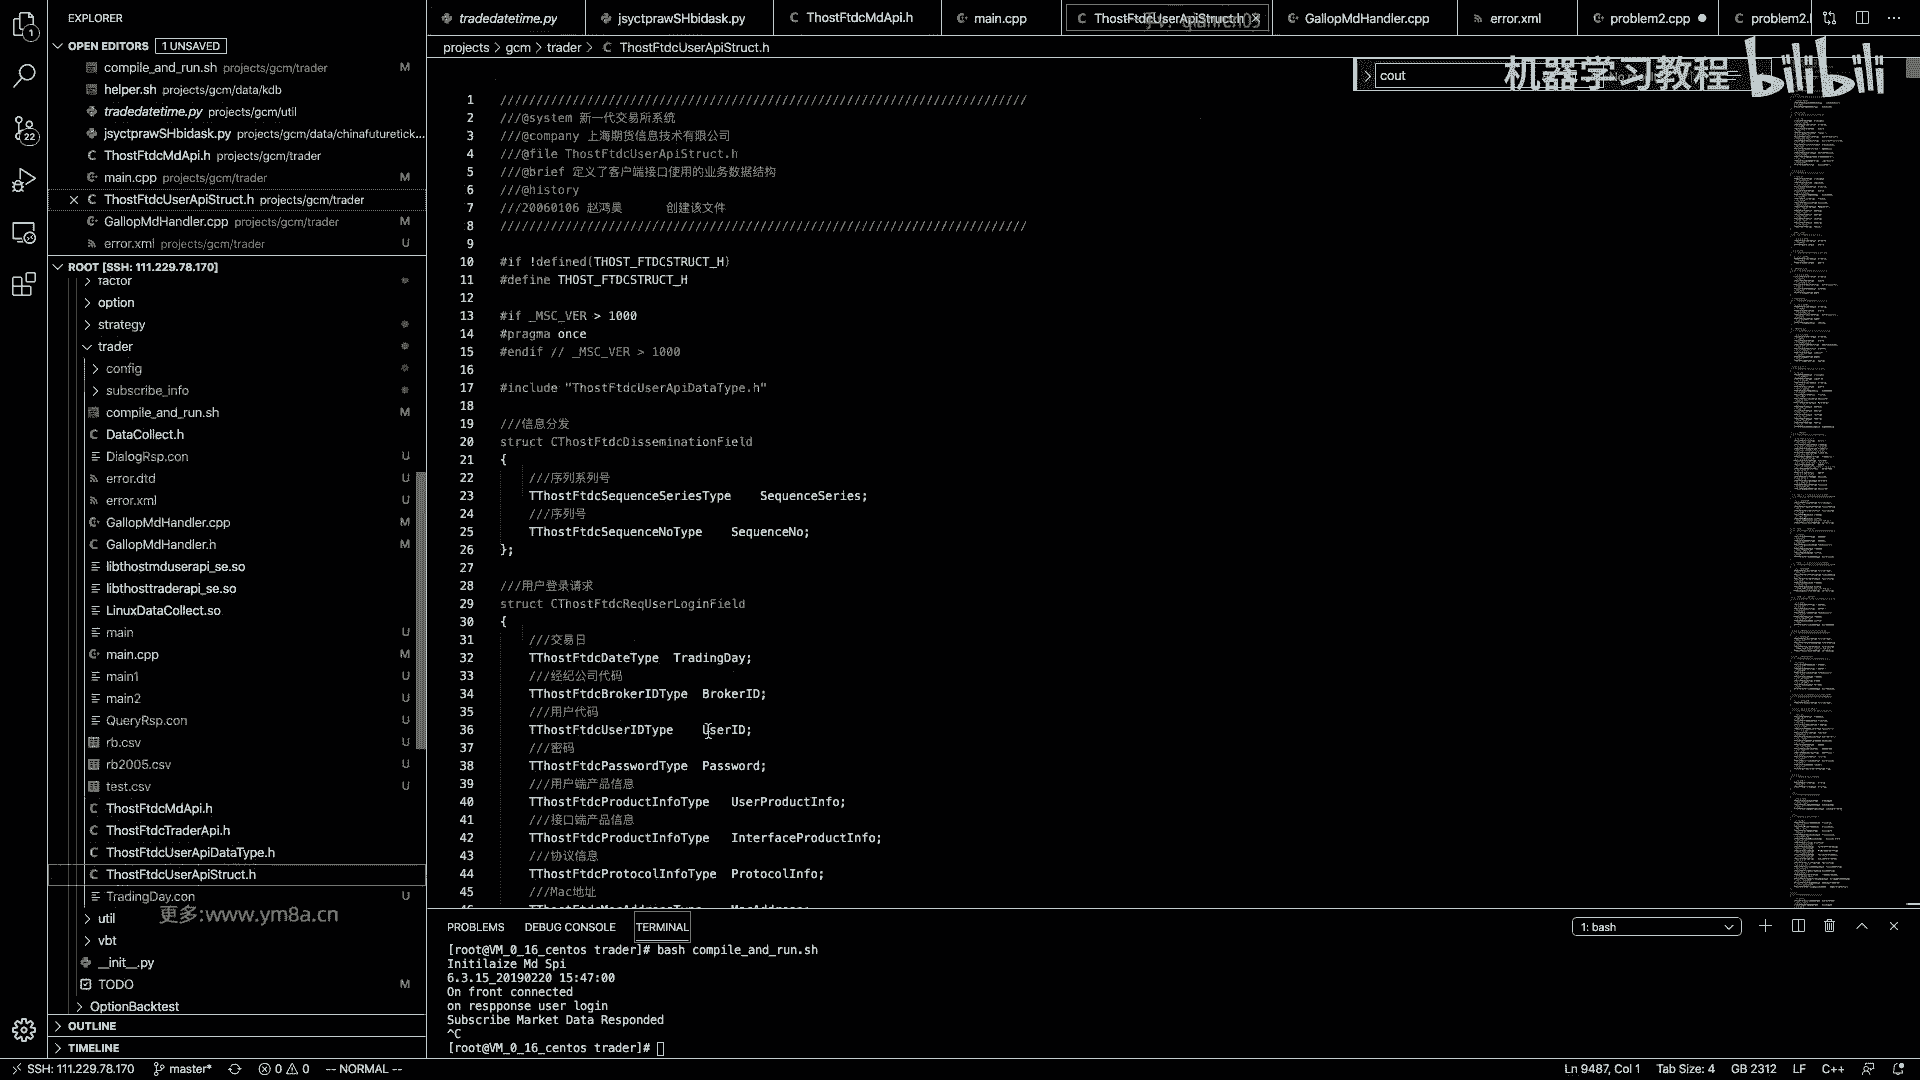 EXPLORER
OPEN EDITORS 1 UNSAVED
compile_and_run.sh projects/gcm/trader M
helper.sh projects/gcm/data/kdb
tradedatetime.py projects/gcm/util
jsyctprawSHbidask.py projects/gcm/data/chinafuturetick...
ThostFtdcMdApi.h projects/gcm/trader
main.cpp projects/gcm/trader M
ThostFtdcUserApiStruct.h projects/gcm/trader
GallopMdHandler.cpp projects/gcm/trader M
error.xml projects/gcm/trader U
ROOT [SSH: 111.229.78.170]
factor
option
strategy
trader
config
subscribe_info
compile_and_run.sh M
DataCollect.h
DialogRsp.con U
error.dtd U
error.xml U
GallopMdHandler.cpp M
GallopMdHandler.h M
libthostmduserapi_se.so
libthosttraderapi_se.so
LinuxDataCollect.so
main U
main.cpp M
main1 U
main2 U
QueryRsp.con U
rb.csv U
rb2005.csv U
test.csv U
ThostFtdcMdApi.h
ThostFtdcTraderApi.h
ThostFtdcUserApiDataType.h
ThostFtdcUserApiStruct.h
TradingDay.con U
更多:www.ym8a.cn
util
vbt
__init__.py
TODO M
OptionBacktest
OUTLINE
TIMELINE
tradedatetime.py jsyctprawSHbidask.py ThostFtdcMdApi.h main.cpp ThostFtdcUserApiStruct.h GallopMdHandler.cpp error.xml problem2.cpp problem2.
projects > gcm > trader > ThostFtdcUserApiStruct.h
cout
机器学习教程 bilibili
1 /////////////////////////////////////////////////////////////////////////
2 ///@system 新一代交易所系统
3 ///@company 上海期货信息技术有限公司
4 ///@file ThostFtdcUserApiStruct.h
5 ///@brief 定义了客户端接口使用的业务数据结构
6 ///@history
7 ///20060106 赵鸿昊 创建该文件
8 /////////////////////////////////////////////////////////////////////////
9
10 #if !defined(THOST_FTDCSTRUCT_H)
11 #define THOST_FTDCSTRUCT_H
12
13 #if _MSC_VER > 1000
14 #pragma once
15 #endif // _MSC_VER > 1000
16
17 #include "ThostFtdcUserApiDataType.h"
18
19 ///信息分发
20 struct CThostFtdcDisseminationField
21 {
22 ///序列系列号
23 TThostFtdcSequenceSeriesType SequenceSeries;
24 ///序列号
25 TThostFtdcSequenceNoType SequenceNo;
26 };
27
28 ///用户登录请求
29 struct CThostFtdcReqUserLoginField
30 {
31 ///交易日
32 TThostFtdcDateType TradingDay;
33 ///经纪公司代码
34 TThostFtdcBrokerIDType BrokerID;
35 ///用户代码
36 TThostFtdcUserIDType UserID;
37 ///密码
38 TThostFtdcPasswordType Password;
39 ///用户端产品信息
40 TThostFtdcProductInfoType UserProductInfo;
41 ///接口端产品信息
42 TThostFtdcProductInfoType InterfaceProductInfo;
43 ///协议信息
44 TThostFtdcProtocolInfoType ProtocolInfo;
45 ///Mac地址
PROBLEMS DEBUG CONSOLE TERMINAL 1: bash
[root@VM_0_16_centos trader]# bash compile_and_run.sh
Initilaize Md Spi
6.3.15_20190220 15:47:00
On front connected
on respponse user login
Subscribe Market Data Responded
^C
[root@VM_0_16_centos trader]#
SSH: 111.229.78.170 master* 0 0 -- NORMAL -- Ln 9487, Col 1 Tab Size: 4 GB 2312 LF C++